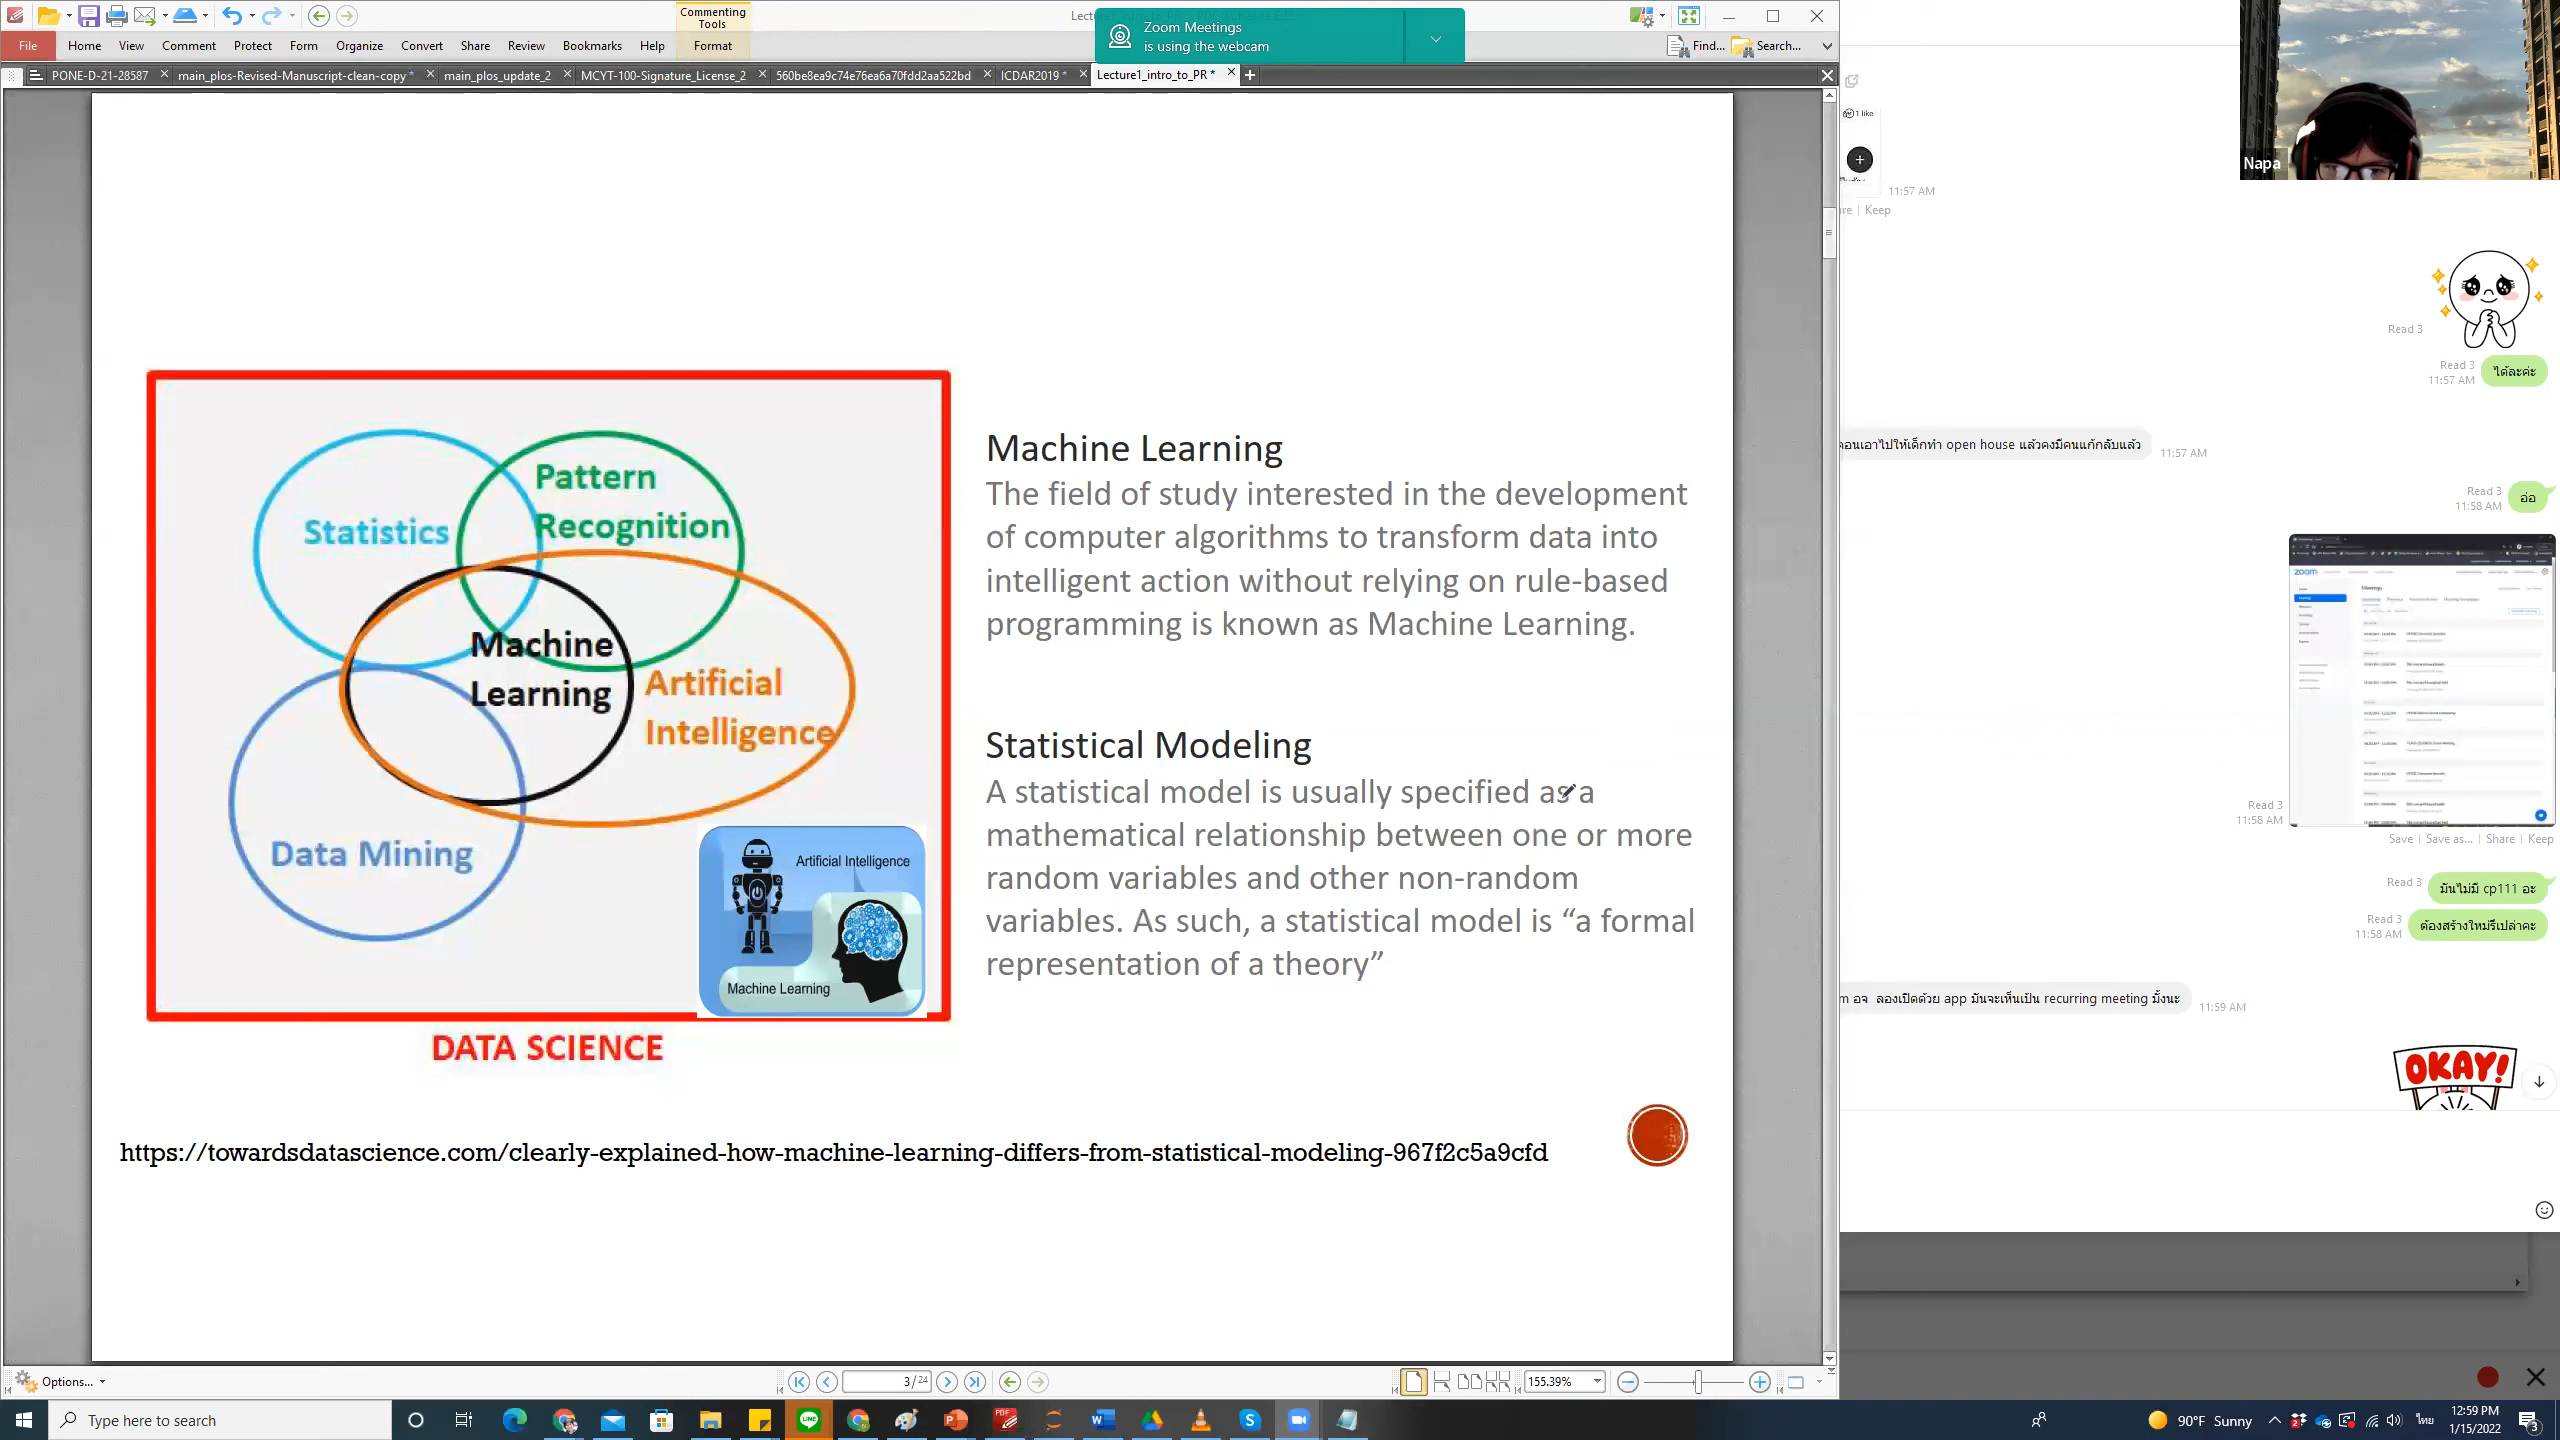 Commenting
Tools
Format
Zoom Meetings
is using the webcam
File Home View Comment Protect Form Organize Convert Share Review Bookmarks Help
Find... Search...
PONE-D-21-28587 main_plos-Revised-Manuscript-clean-copy * main_plos_update_2 MCYT-100-Signature_License_2 560be8ea9c74e76ea6a70fdd2aa522bd ICDAR2019 * Lecture1_intro_to_PR *
Statistics
Pattern
Recognition
Machine
Learning
Artificial
Intelligence
Data Mining
Artificial Intelligence
Machine Learning
DATA SCIENCE
Machine Learning
The field of study interested in the development
of computer algorithms to transform data into
intelligent action without relying on rule-based
programming is known as Machine Learning.
Statistical Modeling
A statistical model is usually specified as a
mathematical relationship between one or more
random variables and other non-random
variables. As such, a statistical model is “a formal
representation of a theory”
https://towardsdatascience.com/clearly-explained-how-machine-learning-differs-from-statistical-modeling-967f2c5a9cfd
Options...
3 / 24
155.39%
Napa
1 like
11:57 AM
Keep
Read 3
Read 3
11:57 AM
ได้ละค่ะ
open house แล้วคงมีคนแก้กลับแล้ว
11:57 AM
Read 3
11:58 AM
อ่อ
zoom
Meetings
Read 3
11:58 AM
Save | Save as... | Share | Keep
Read 3
มันไม่มี cp111 อะ
Read 3
11:58 AM
ต้องสร้างใหม่รึเปล่าคะ
อจ ลองเปิดด้วย app มันจะเห็นเป็น recurring meeting มั้งนะ
11:59 AM
OKAY!
Type here to search
90°F Sunny
ไทย
12:59 PM
1/15/2022
3